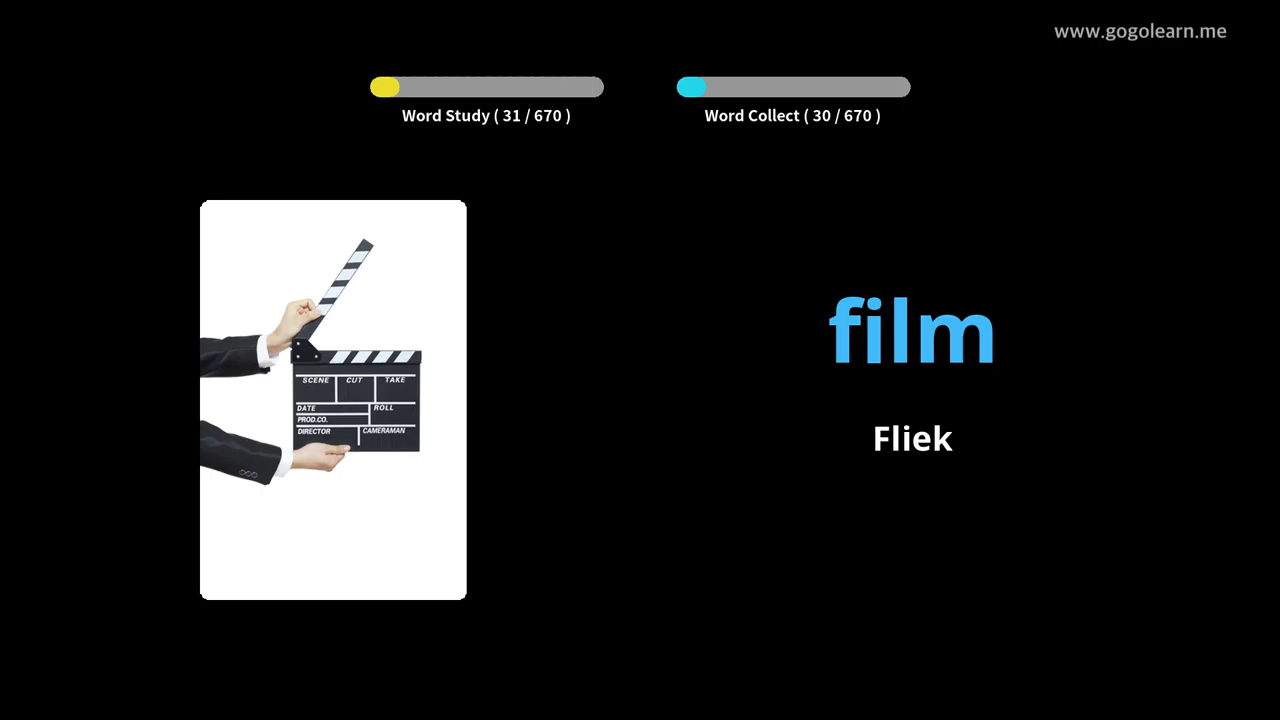 www.gogolearn.me
Word Study ( 31 / 670 )
Word Collect ( 30 / 670 )
SCENE CUT TAKE
DATE ROLL
PROD.CO.
DIRECTOR CAMERAMAN
film
Fliek